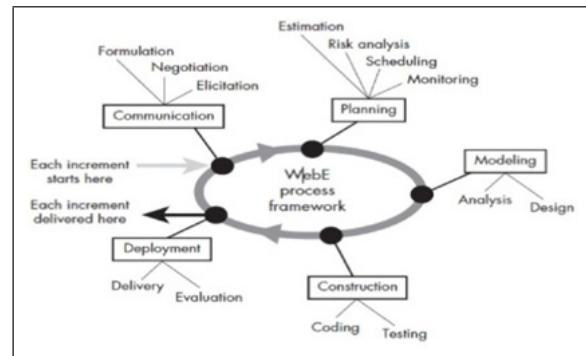 Estimation
Risk analysis
Scheduling
Monitoring
Planning
Formulation
Negotiation
Elicitation
Communication
Each increment
starts here
WebE
process
framework
Modeling
Analysis
Design
Each increment
delivered here
Deployment
Delivery
Evaluation
Construction
Coding
Testing